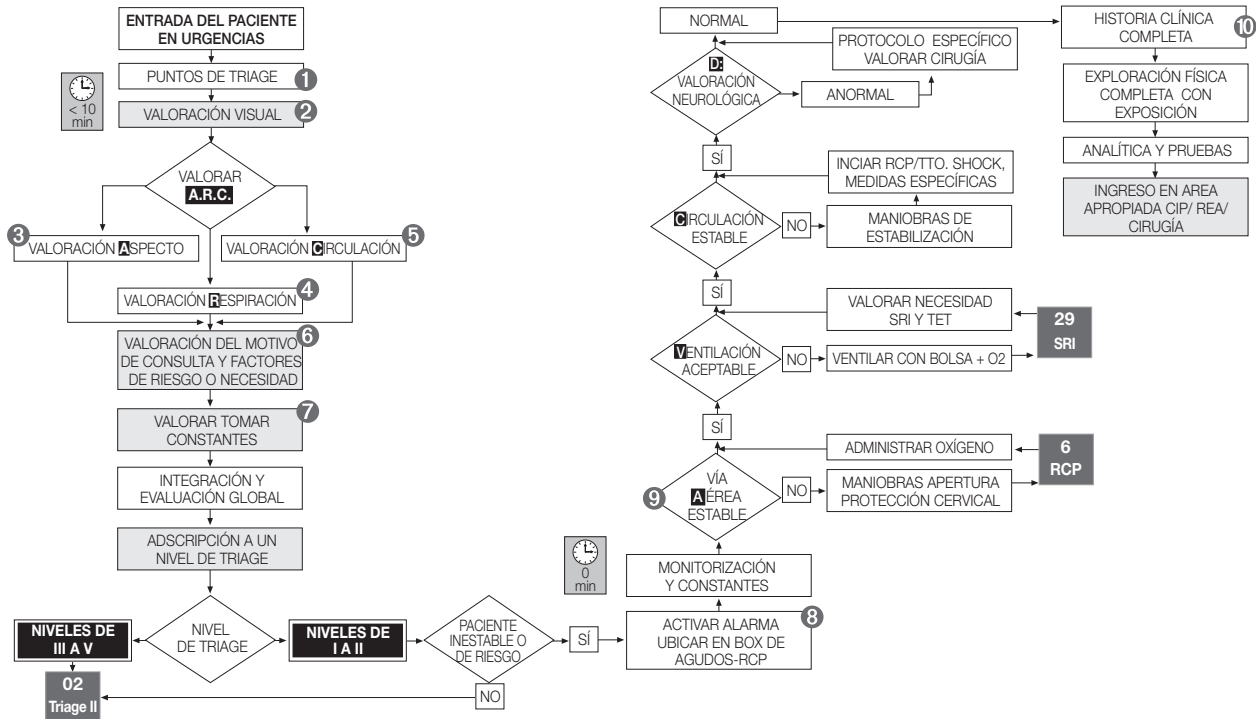 ENTRADA DEL PACIENTE
EN URGENCIAS
PUNTOS DE TRIAGE
1
< 10
min
VALORACIÓN VISUAL
2
VALORAR
A.R.C.
3
VALORACIÓN ASPECTO
VALORACIÓN CIRCULACIÓN
5
VALORACIÓN RESPIRACIÓN
4
VALORACIÓN DEL MOTIVO
DE CONSULTA Y FACTORES
DE RIESGO O NECESIDAD
6
VALORAR TOMAR
CONSTANTES
7
INTEGRACIÓN Y
EVALUACIÓN GLOBAL
ADSCRIPCIÓN A UN
NIVEL DE TRIAGE
NIVEL
DE TRIAGE
NIVELES DE
III A V
02
Triage II
NIVELES DE
I A II
PACIENTE
INESTABLE O
DE RIESGO
NO
SÍ
ACTIVAR ALARMA
UBICAR EN BOX DE
AGUDOS-RCP
8
0
min
MONITORIZACIÓN
Y CONSTANTES
9
VÍA
AÉREA
ESTABLE
NO
MANIOBRAS APERTURA
PROTECCIÓN CERVICAL
6
RCP
ADMINISTRAR OXÍGENO
SÍ
VENTILACIÓN
ACEPTABLE
NO
VENTILAR CON BOLSA + O2
29
SRI
VALORAR NECESIDAD
SRI Y TET
SÍ
CIRCULACIÓN
ESTABLE
NO
MANIOBRAS DE
ESTABILIZACIÓN
INCIAR RCP/TTO. SHOCK,
MEDIDAS ESPECÍFICAS
SÍ
D:
VALORACIÓN
NEUROLÓGICA
ANORMAL
PROTOCOLO ESPECÍFICO
VALORAR CIRUGÍA
NORMAL
HISTORIA CLÍNICA
COMPLETA
10
EXPLORACIÓN FÍSICA
COMPLETA CON
EXPOSICIÓN
ANALÍTICA Y PRUEBAS
INGRESO EN AREA
APROPIADA CIP/ REA/
CIRUGÍA